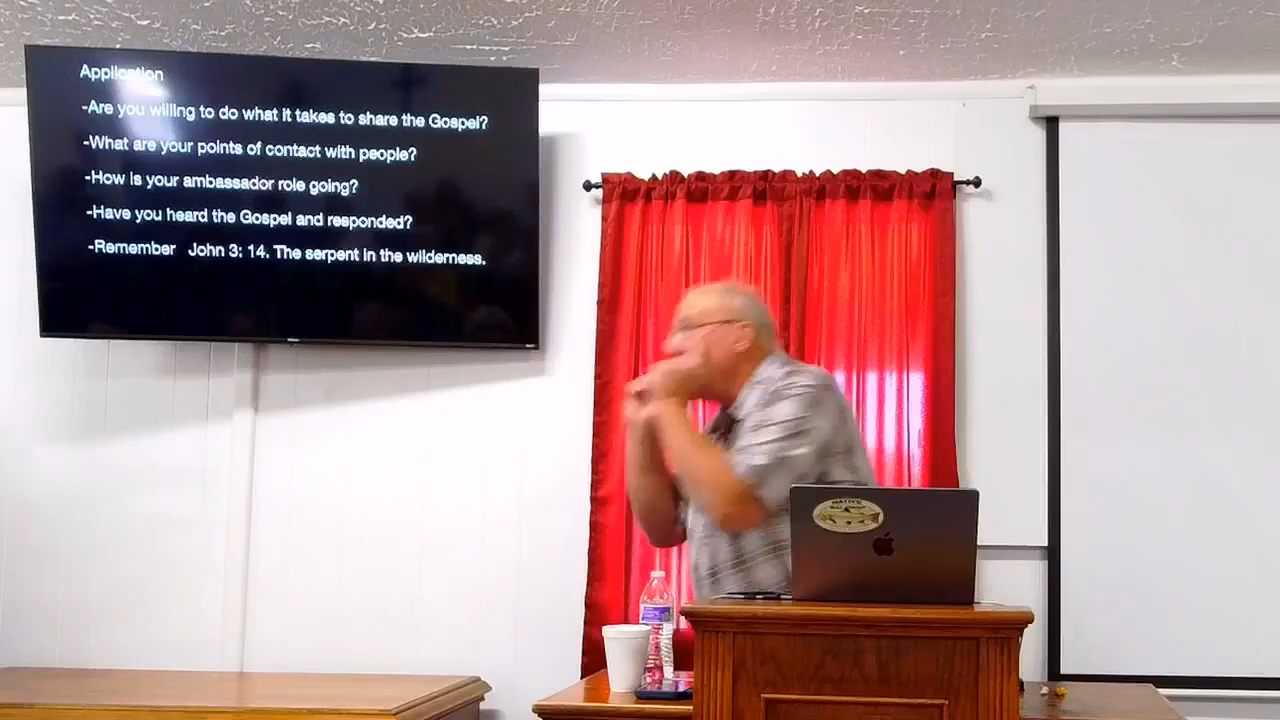 Application
-Are you willing to do what it takes to share the Gospel?
-What are your points of contact with people?
-How is your ambassador role going?
-Have you heard the Gospel and responded?
-Remember John 3: 14, The serpent in the wilderness.
NATIVE